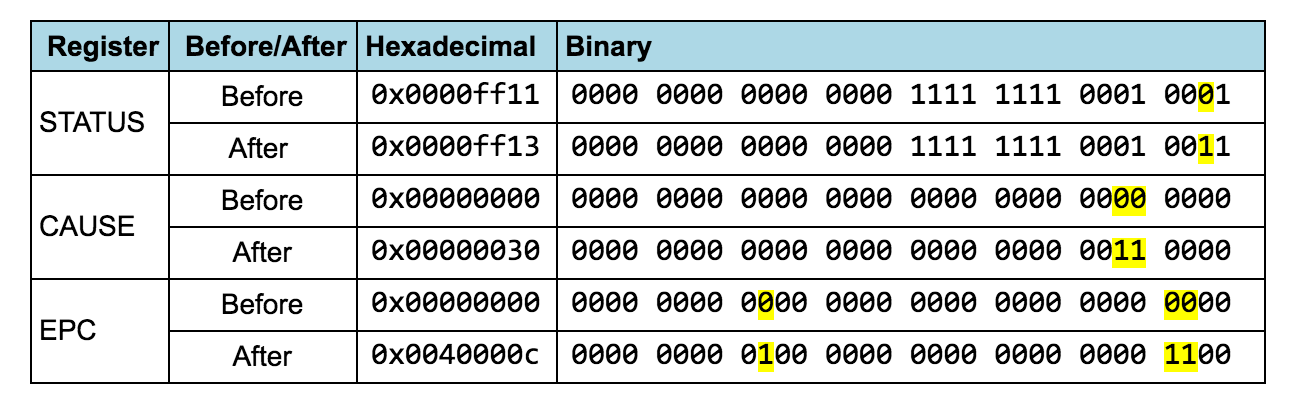 Register Before/After Hexadecimal Binary
STATUS
Before 0x0000ff11 0000 0000 0000 0000 1111 1111 0001 0001
After 0x0000ff13 0000 0000 0000 0000 1111 1111 0001 0011
CAUSE
Before 0x00000000 0000 0000 0000 0000 0000 0000 0000 0000
After 0x00000030 0000 0000 0000 0000 0000 0000 0011 0000
EPC
Before 0x00000000 0000 0000 0000 0000 0000 0000 0000 0000
After 0x0040000c 0000 0000 0100 0000 0000 0000 0000 1100